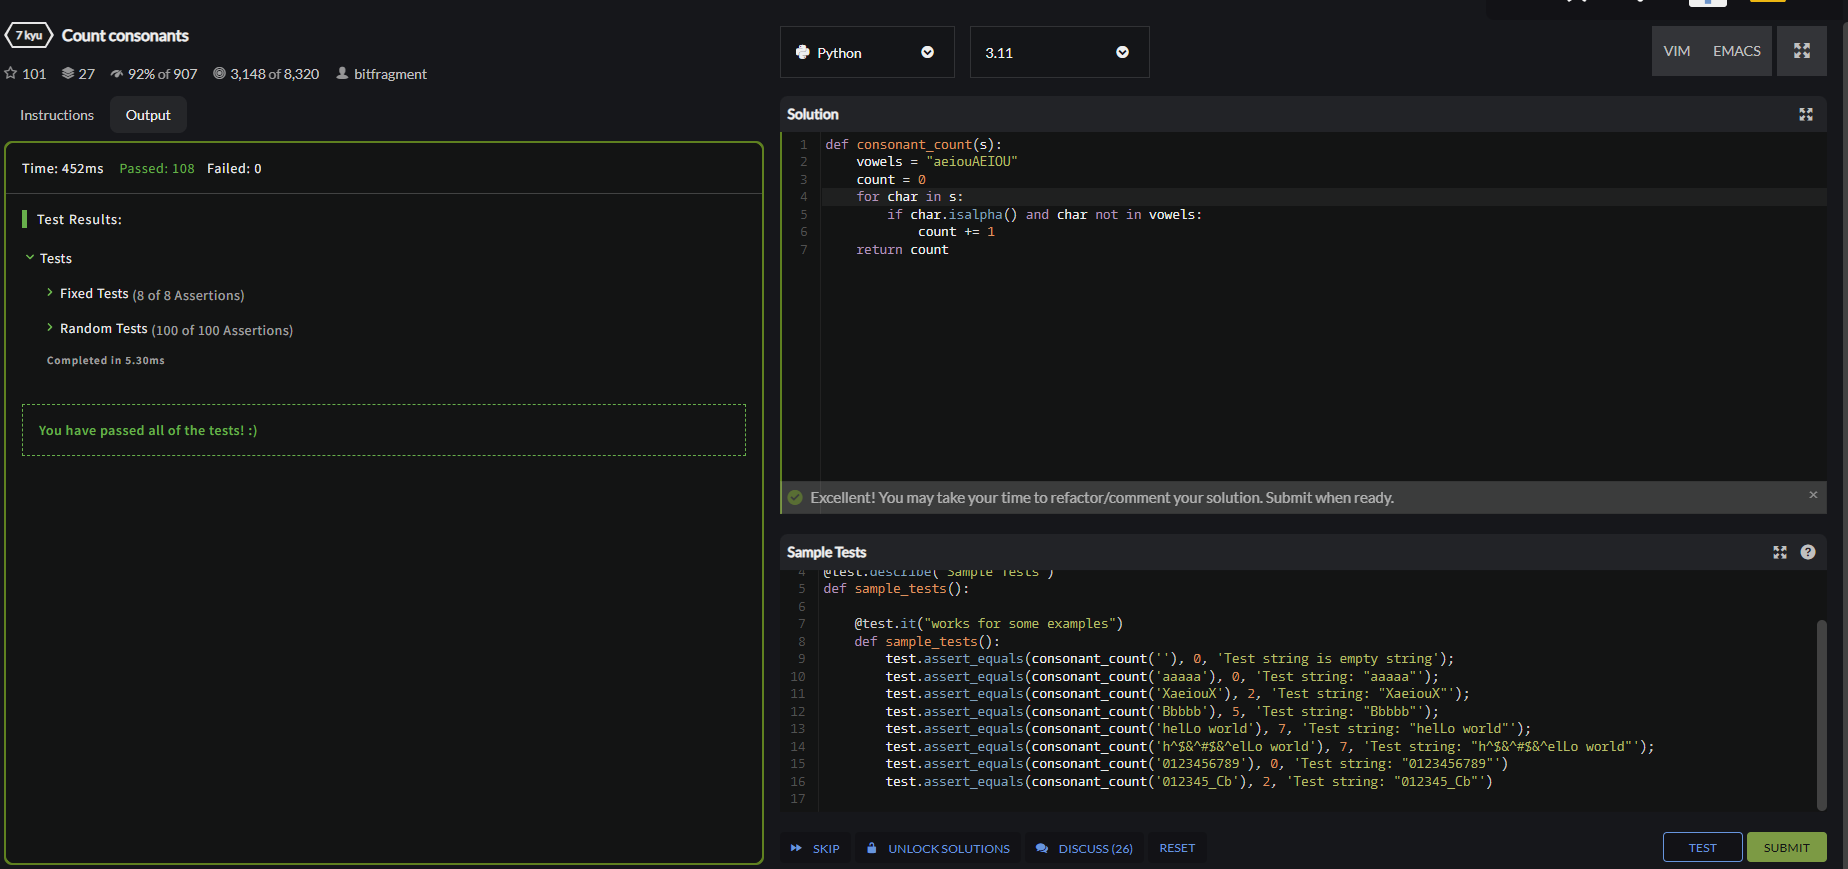 7 kyu Count consonants
101 27 92% of 907 3,148 of 8,320 bitfragment
Instructions Output
Time: 452ms Passed: 108 Failed: 0
Test Results:
Tests
Fixed Tests (8 of 8 Assertions)
Random Tests (100 of 100 Assertions)
Completed in 5.30ms
You have passed all of the tests! :)
Python 3.11 VIM EMACS
Solution
1 def consonant_count(s):
2 vowels = "aeiouAEIOU"
3 count = 0
4 for char in s:
5 if char.isalpha() and char not in vowels:
6 count += 1
7 return count
Excellent! You may take your time to refactor/comment your solution. Submit when ready. ×
Sample Tests ?
4 @test.describe("Sample Tests")
5 def sample_tests():
6
7 @test.it("works for some examples")
8 def sample_tests():
9 test.assert_equals(consonant_count(''), 0, 'Test string is empty string');
10 test.assert_equals(consonant_count('aaaaa'), 0, 'Test string: "aaaaa"');
11 test.assert_equals(consonant_count('XaeiouX'), 2, 'Test string: "XaeiouX"');
12 test.assert_equals(consonant_count('Bbbbb'), 5, 'Test string: "Bbbbb"');
13 test.assert_equals(consonant_count('helLo world'), 7, 'Test string: "helLo world"');
14 test.assert_equals(consonant_count('h^$&^#$&^elLo world'), 7, 'Test string: "h^$&^#$&^elLo world"');
15 test.assert_equals(consonant_count('0123456789'), 0, 'Test string: "0123456789"')
16 test.assert_equals(consonant_count('012345_Cb'), 2, 'Test string: "012345_Cb"')
17
SKIP UNLOCK SOLUTIONS DISCUSS (26) RESET TEST SUBMIT